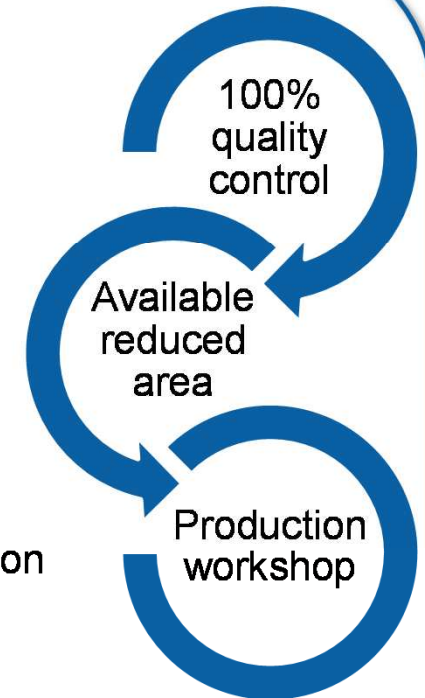 100%
quality
control
Available
reduced
area
Production
workshop
on